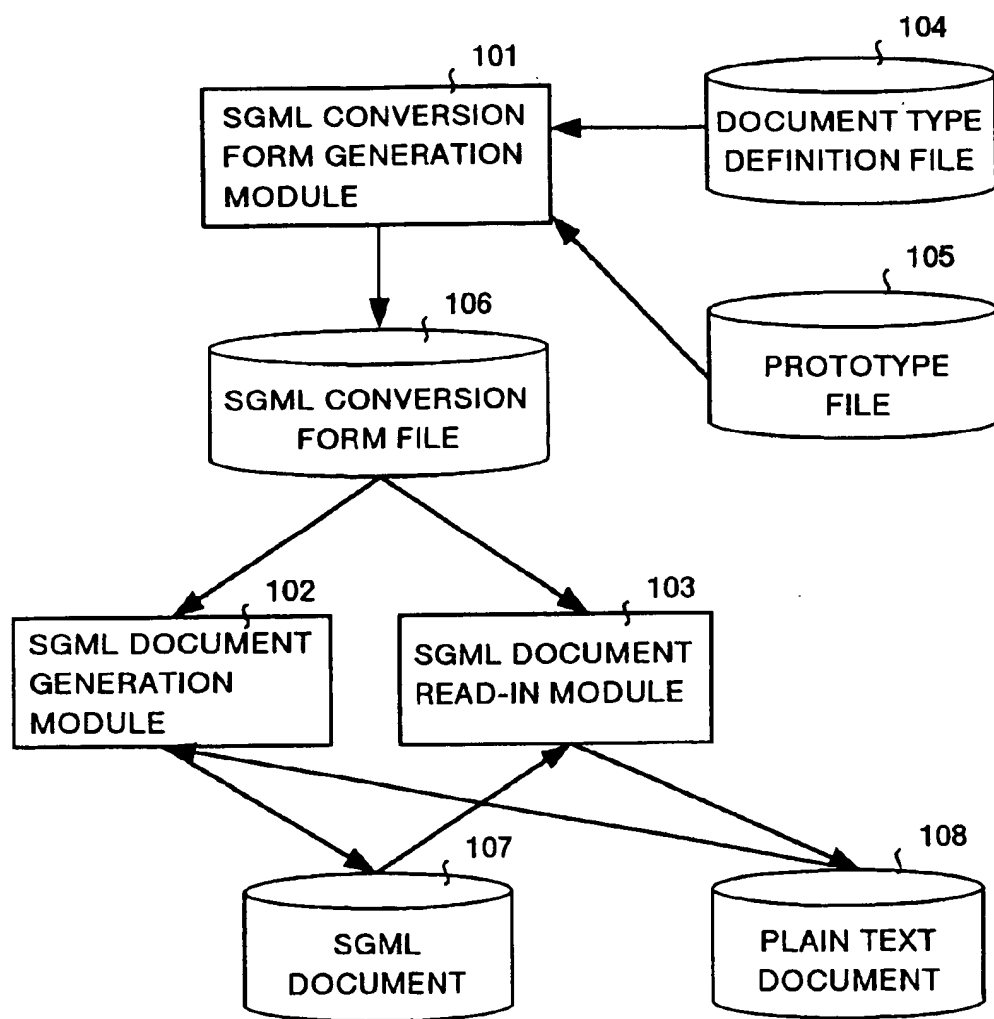 101
SGML CONVERSION
FORM GENERATION
MODULE
104
DOCUMENT TYPE
DEFINITION FILE
105
PROTOTYPE
FILE
106
SGML CONVERSION
FORM FILE
102
SGML DOCUMENT
GENERATION
MODULE
103
SGML DOCUMENT
READ-IN MODULE
107
SGML
DOCUMENT
108
PLAIN TEXT
DOCUMENT